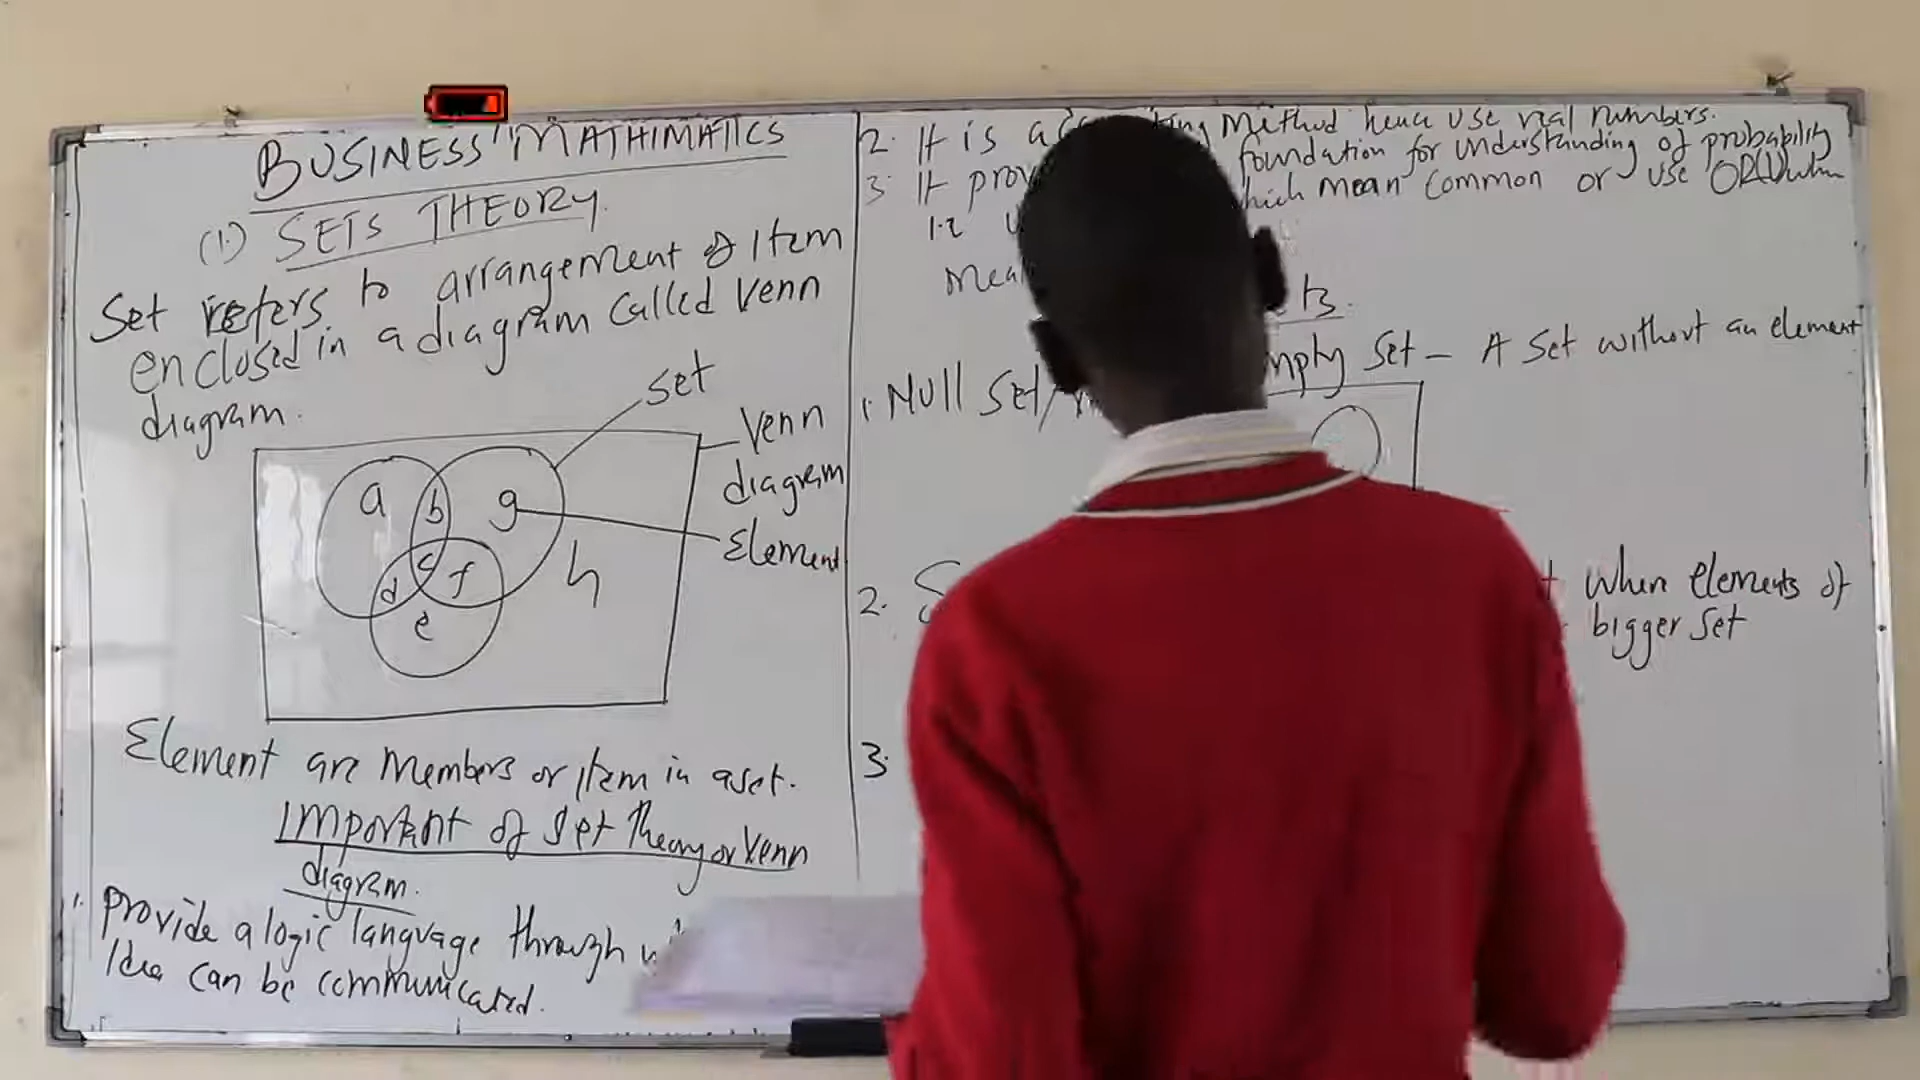 BUSINESS MATHIMATICS
(1.) SETS THEORY.
Set refers to arrangement of Item
enclosed in a diagram called Venn
diagram.
Set
Venn
diagram
Element
a b g
c
d f h
e
Element are Members or Item in a set.
IMPORTANT of Set Theory or Venn
diagram.
1. Provide a logic language through
Idea can be communicated.
2. It is a Method hence use real numbers.
3. It foundation for understanding of probability
1.2 which mean Common or use OR(U) when
1. Null Set/ Set - A Set without an element
2. When elements of
bigger Set
3.